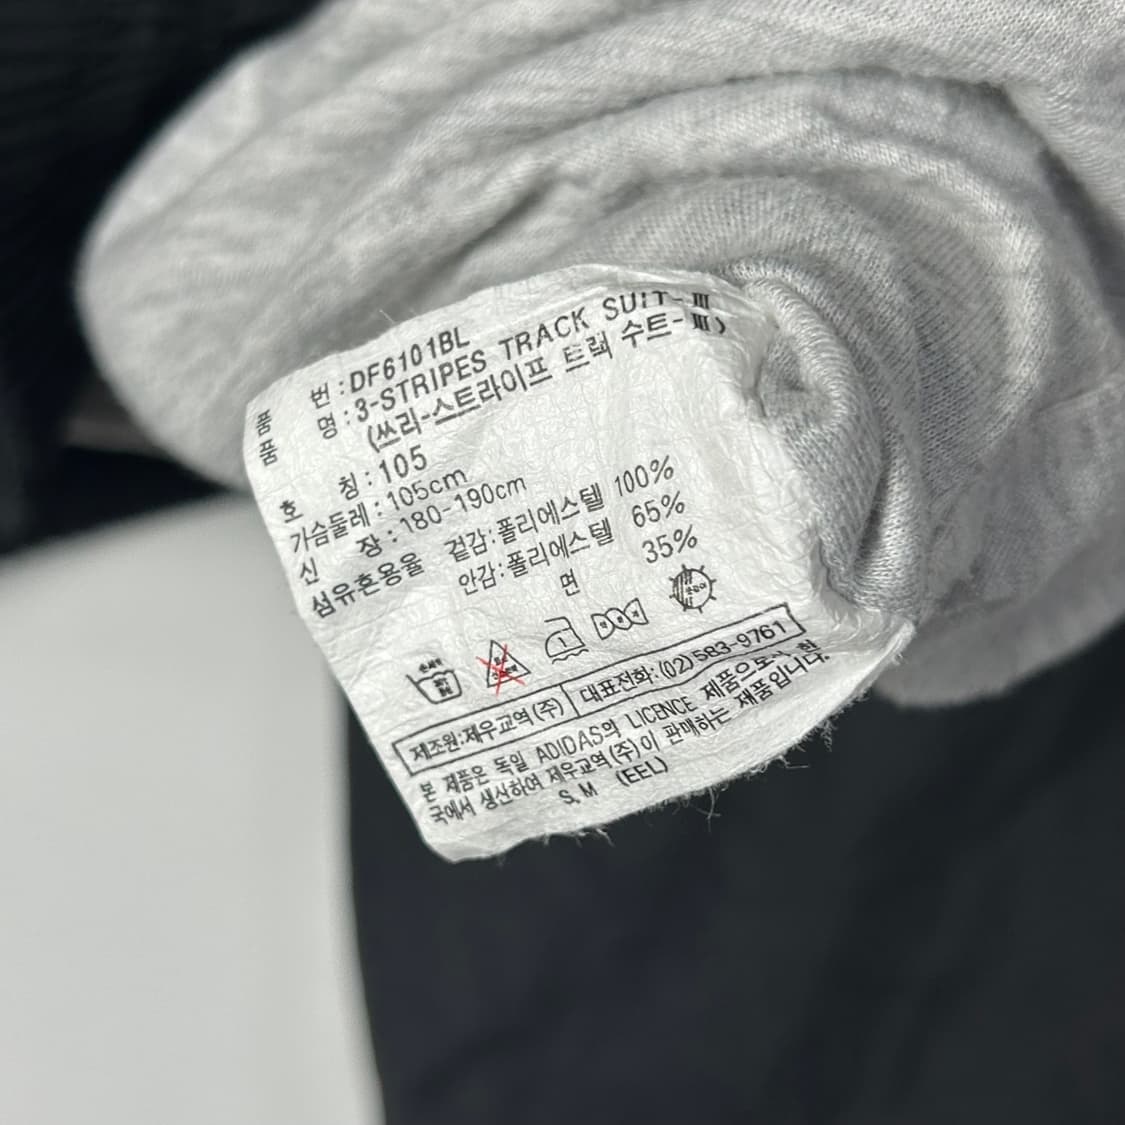 품 번 : DF6101BL
품 명 : 3-STRIPES TRACK SUIT-Ⅲ
(쓰리-스트라이프 트랙 수트-Ⅲ)
호 칭 : 105
가슴둘레 : 105cm
신 장 : 180-190cm
섬유혼용율 겉감:폴리에스텔 100%
안감:폴리에스텔 65%
면 35%
손세탁
제조원:제우교역(주) 대표전화:(02)583-9761
본 제품은 독일 ADIDAS의 LICENCE 제품으로서 한
국에서 생산하여 제우교역(주)이 판매하는 제품입니다.
S, M (EEL)